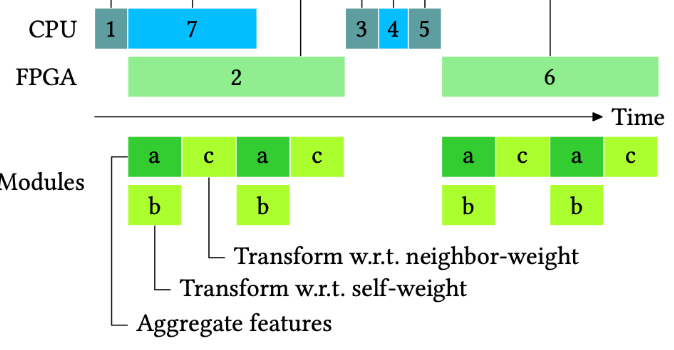 CPU 1 7 3 4 5
FPGA 2 6
Time
Modules a c a c a c a c
b b b b
Transform w.r.t. neighbor-weight
Transform w.r.t. self-weight
Aggregate features